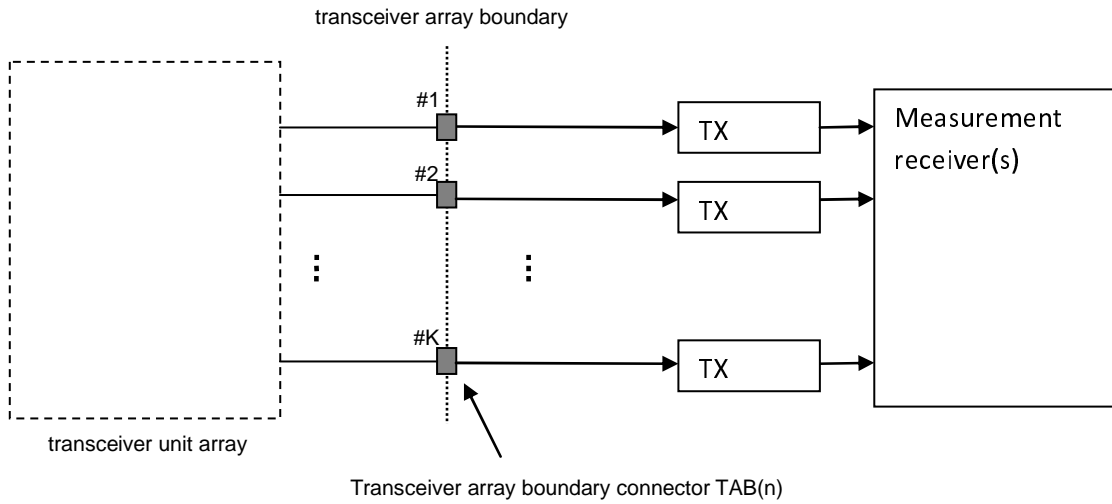 transceiver array boundary
#1
TX
Measurement
receiver(s)
#2
TX
...
...
#K
TX
transceiver unit array
Transceiver array boundary connector TAB(n)